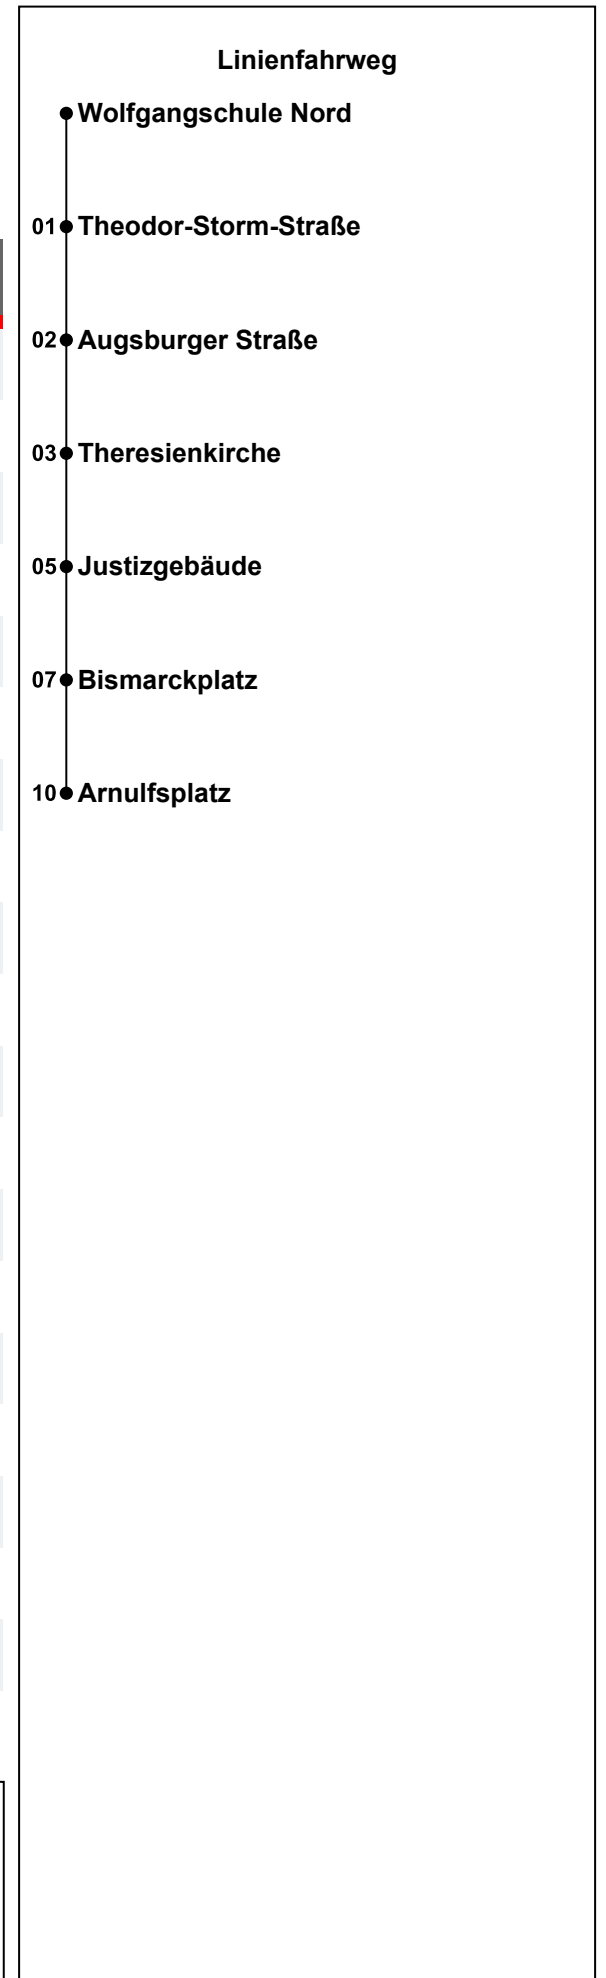 Linienfahrweg
Wolfgangschule Nord
01 Theodor-Storm-Straße
02 Augsburger Straße
03 Theresienkirche
05 Justizgebäude
07 Bismarckplatz
10 Arnulfsplatz